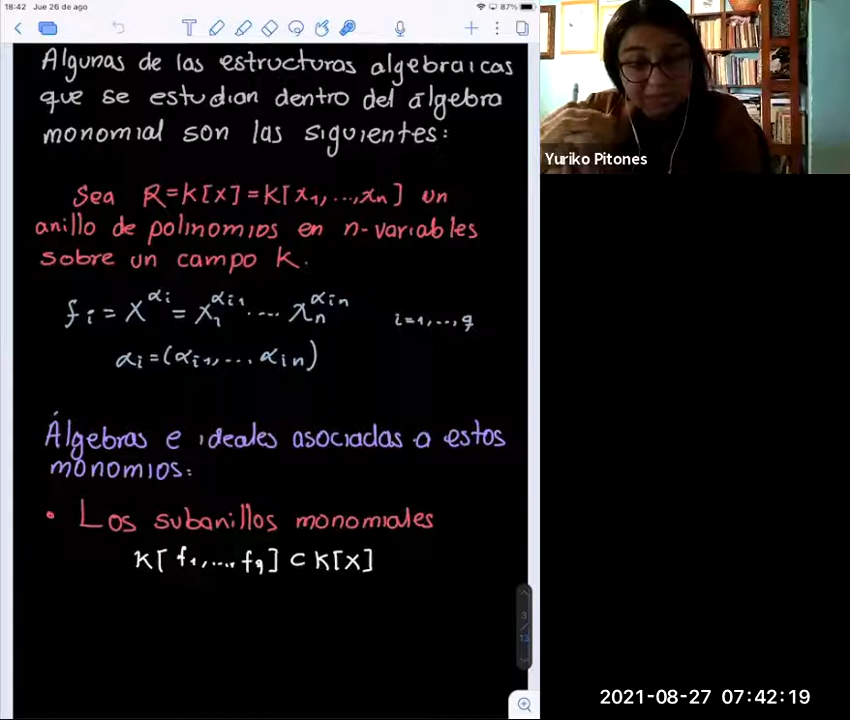 18:42 Jue 26 de ago
87%
Algunas de las estructuras algebraicas
que se estudian dentro del álgebra
monomial son las siguientes:
Sea R=K[x]=K[x₁,...,xₙ] un
anillo de polinomios en n-variables
sobre un campo K.
fᵢ = X^αᵢ = x₁^αᵢ₁ .... xₙ^αᵢₙ i=1,...,q
αᵢ=(αᵢ₁,... αᵢₙ)
Álgebras e ideales asociadas a estos
monomios:
• Los subanillos monomiales
K[f₁,...,f_q] ⊂ K[x]
3
/
13
Yuriko Pitones
2021-08-27 07:42:19